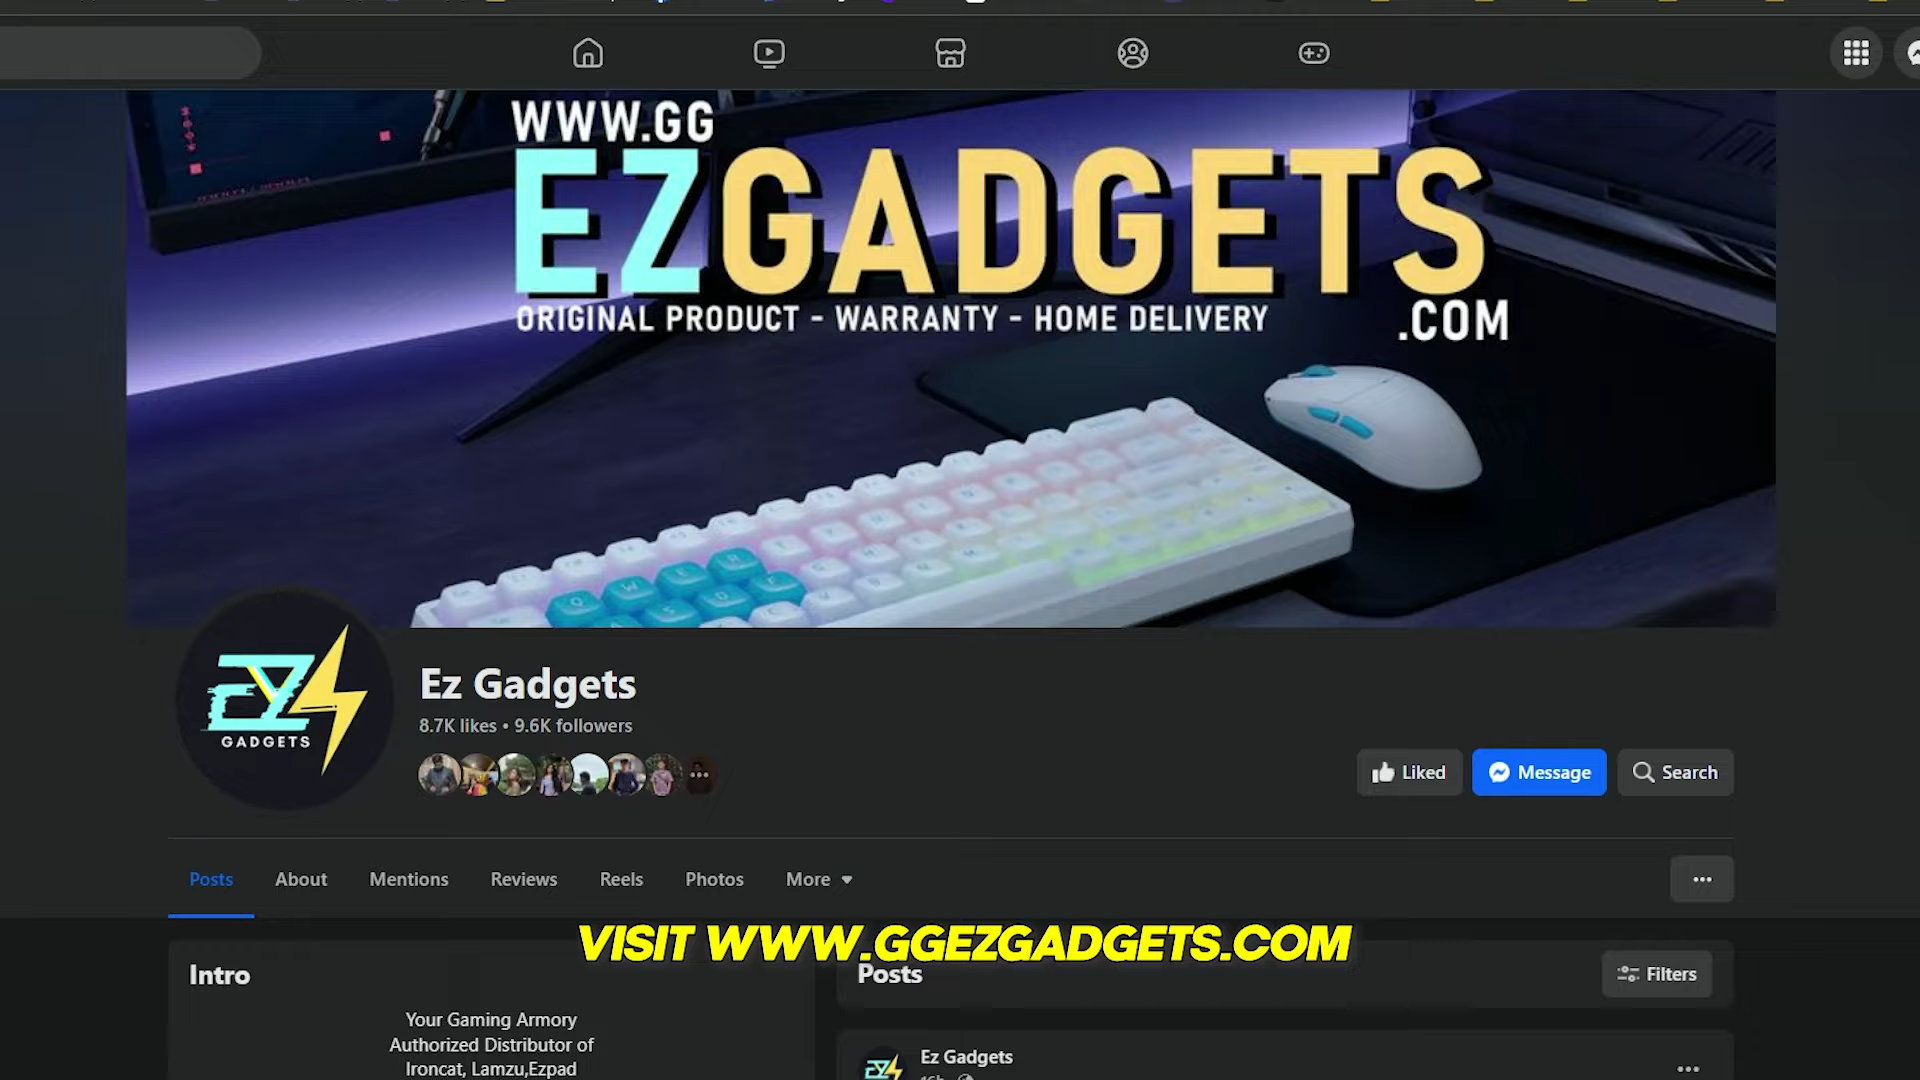 WWW.GG
EZGADGETS
.COM
ORIGINAL PRODUCT - WARRANTY - HOME DELIVERY
EZ
GADGETS
Ez Gadgets
8.7K likes • 9.6K followers
Liked
Message
Search
Posts
About
Mentions
Reviews
Reels
Photos
More
VISIT WWW.GGEZGADGETS.COM
Intro
Posts
Filters
Your Gaming Armory
Authorized Distributor of
Ironcat, Lamzu,Ezpad
Ez Gadgets